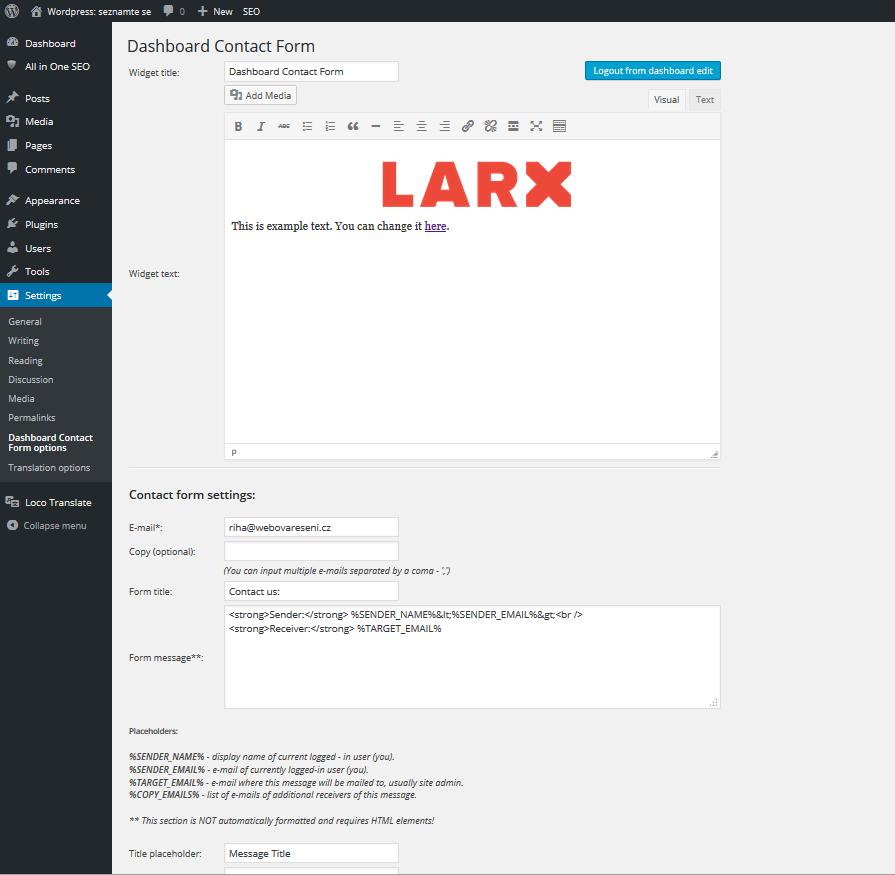 Wordpress: seznamte se 0 New SEO
Dashboard
All in One SEO
Posts
Media
Pages
Comments
Appearance
Plugins
Users
Tools
Settings
General
Writing
Reading
Discussion
Media
Permalinks
Dashboard Contact
Form options
Translation options
Loco Translate
Collapse menu
Dashboard Contact Form
Widget title: Dashboard Contact Form Logout from dashboard edit
Add Media Visual Text
B I ABC
LARX
This is example text. You can change it here.
Widget text:
p
Contact form settings:
E-mail*: riha@webovareseni.cz
Copy (optional):
(You can input multiple e-mails separated by a coma - ',')
Form title: Contact us:
<strong>Sender:</strong> %SENDER_NAME%&lt;%SENDER_EMAIL%&gt;<br />
<strong>Receiver:</strong> %TARGET_EMAIL%
Form message**:
Placeholders:
%SENDER_NAME% - display name of current logged - in user (you).
%SENDER_EMAIL% - e-mail of currently logged-in user (you).
%TARGET_EMAIL% - e-mail where this message will be mailed to, usually site admin.
%COPY_EMAILS% - list of e-mails of additional receivers of this message.
** This section is NOT automatically formatted and requires HTML elements!
Title placeholder: Message Title